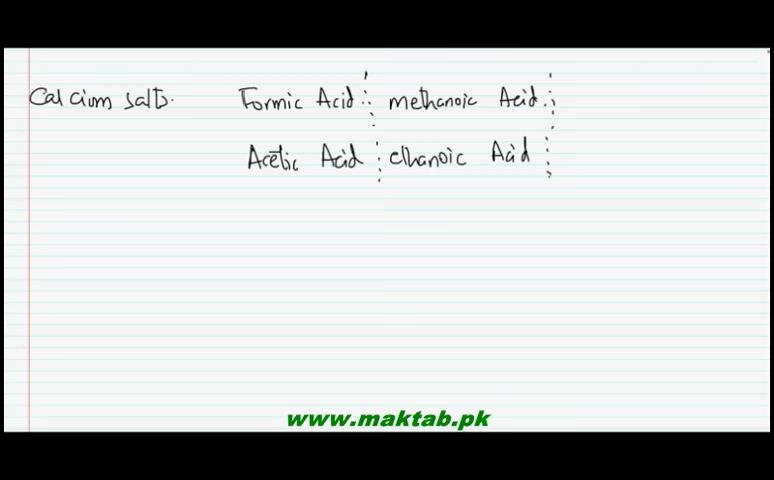 Calcium salts. Formic Acid methanoic Acid
Acetic Acid ethanoic Acid
www.maktab.pk